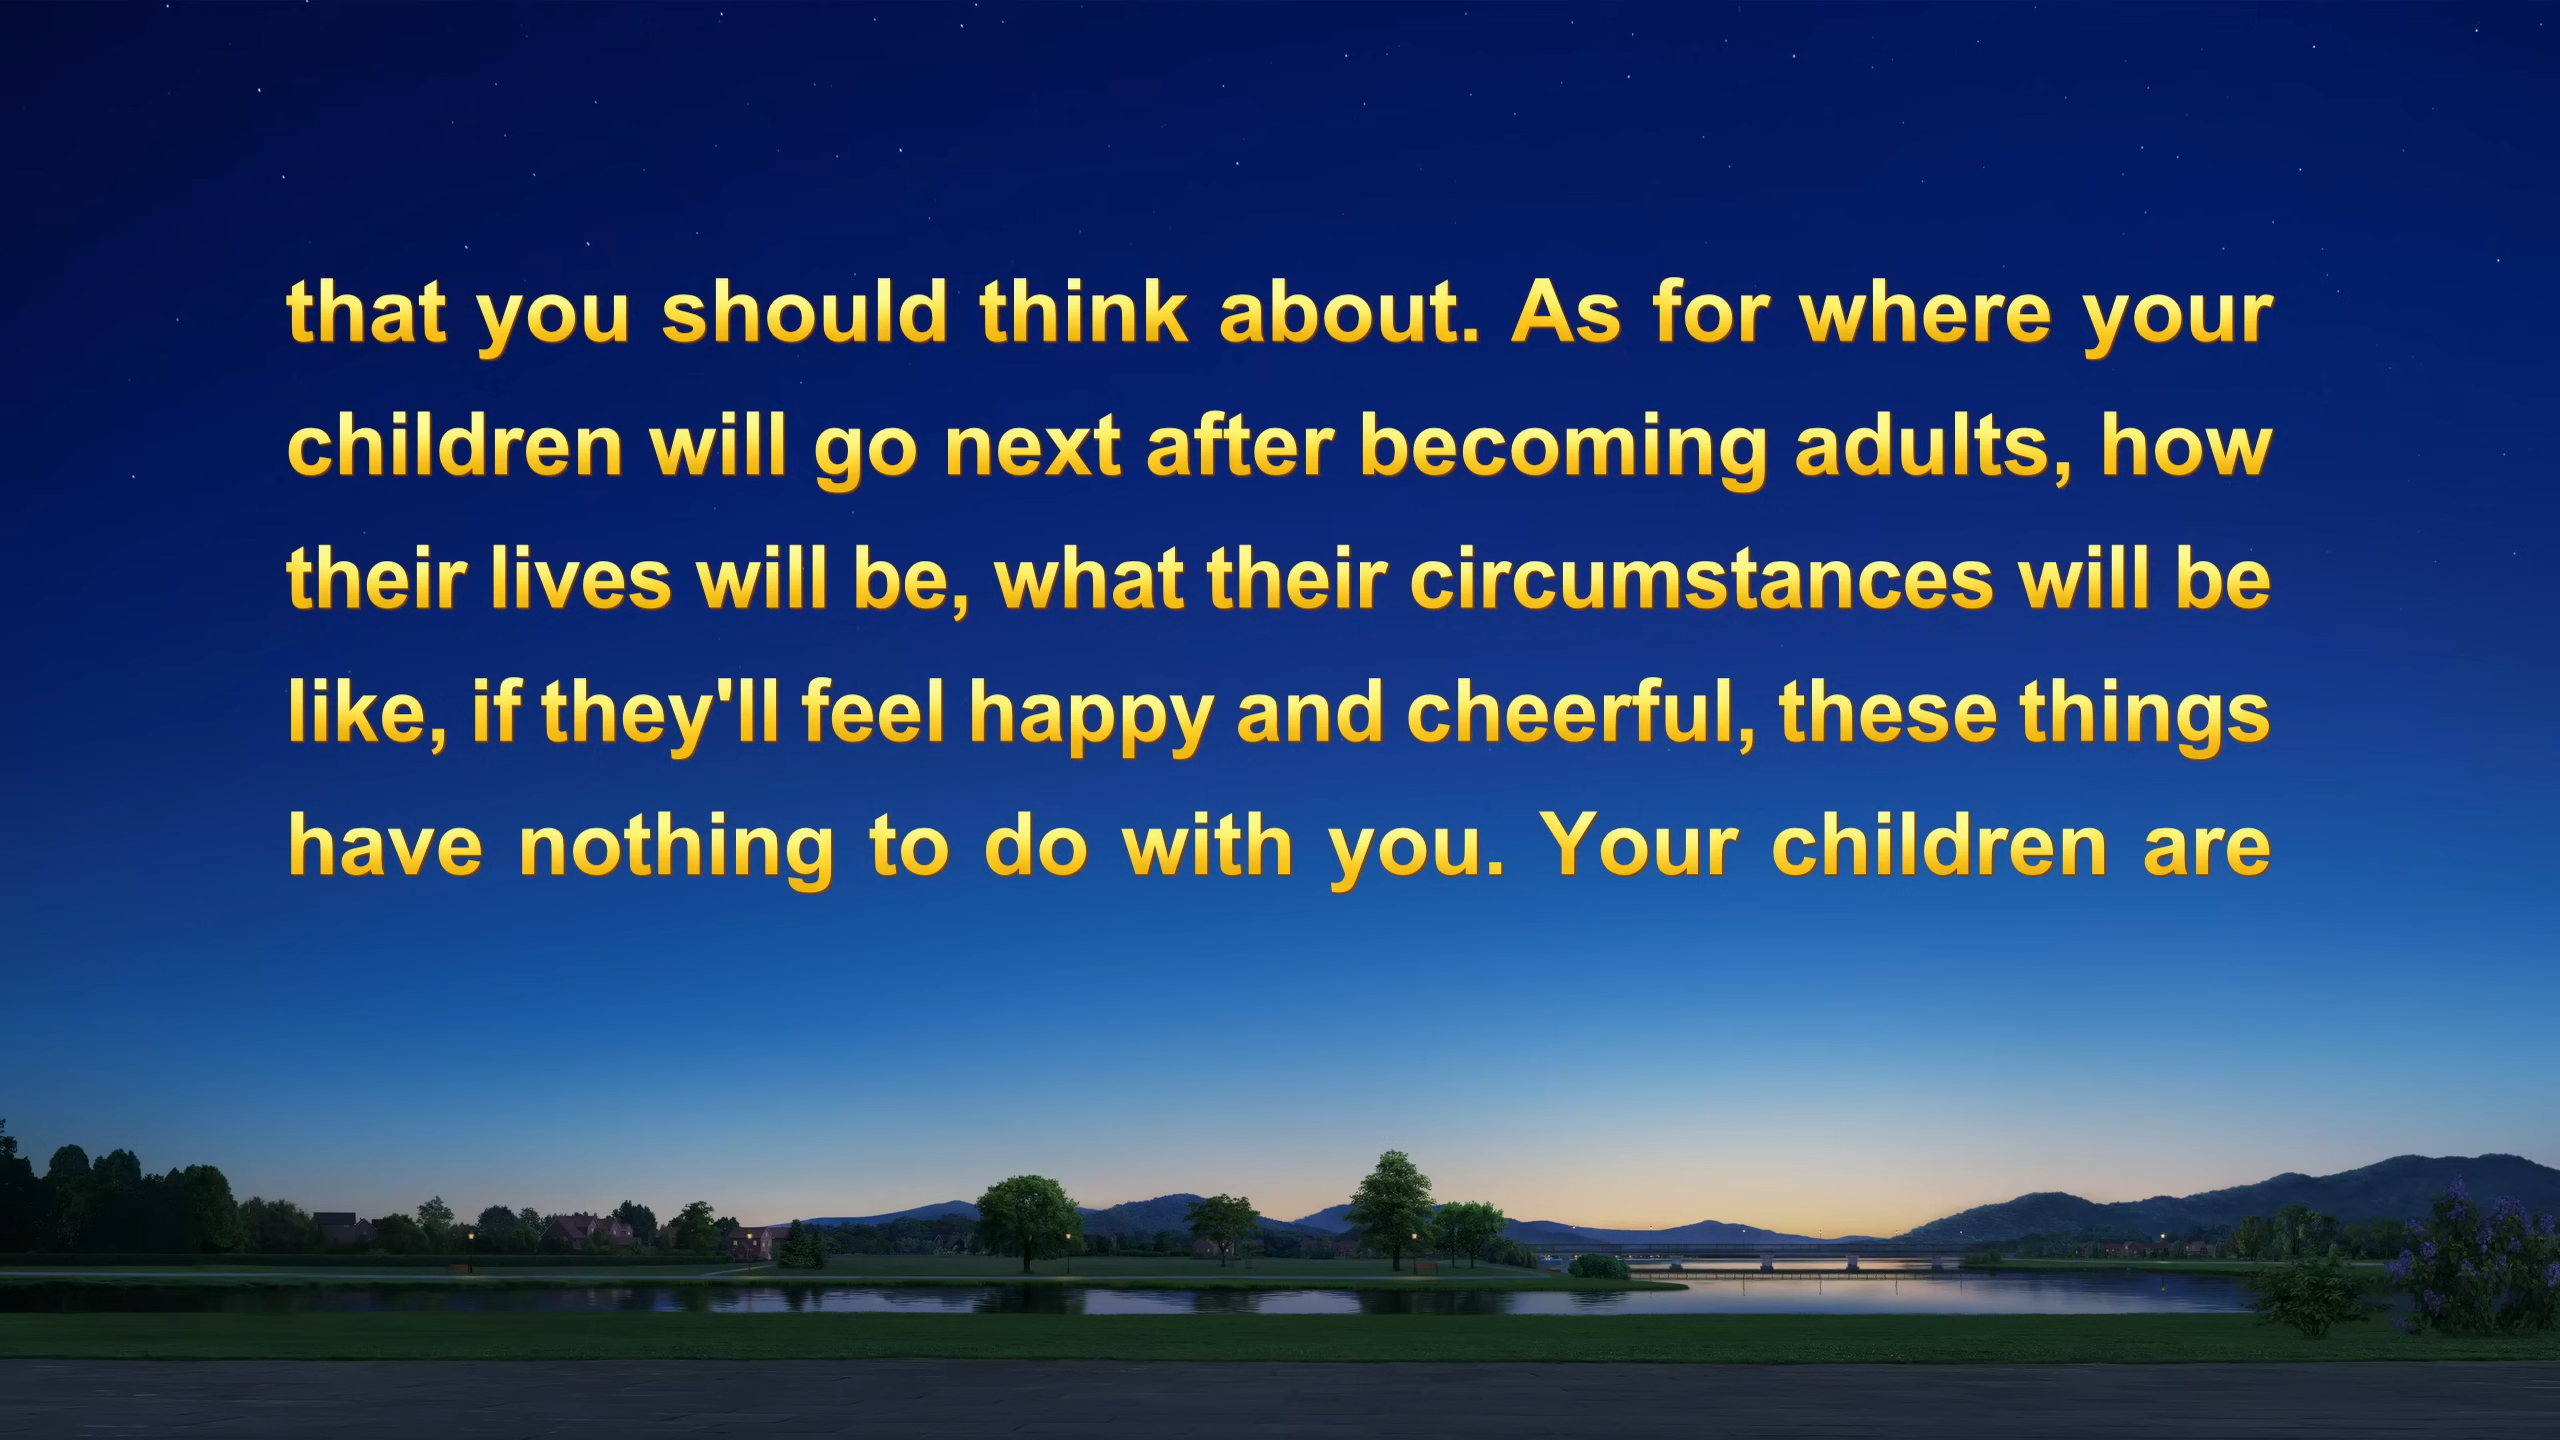 that you should think about. As for where your
children will go next after becoming adults, how
their lives will be, what their circumstances will be
like, if they'll feel happy and cheerful, these things
have nothing to do with you. Your children are